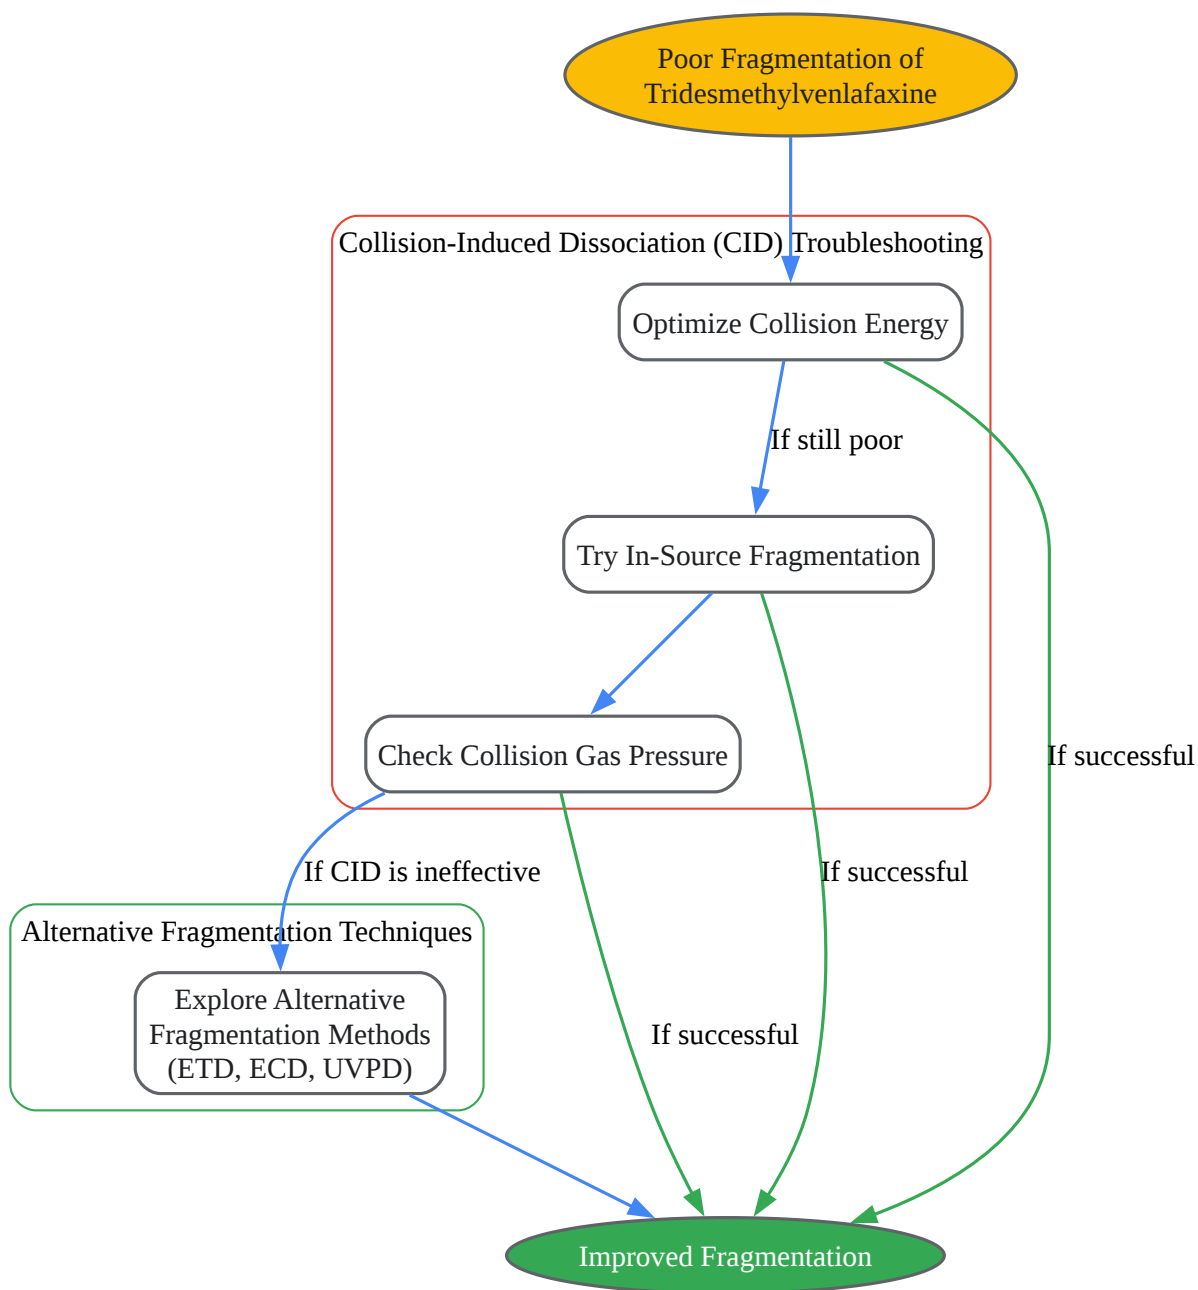 Poor Fragmentation of
Tridesmethylvenlafaxine
Collision-Induced Dissociation (CID) Troubleshooting
Optimize Collision Energy
If still poor
Try In-Source Fragmentation
Check Collision Gas Pressure
If successful
If CID is ineffective
If successful
Alternative Fragmentation Techniques
Explore Alternative
Fragmentation Methods
(ETD, ECD, UVPD)
If successful
Improved Fragmentation